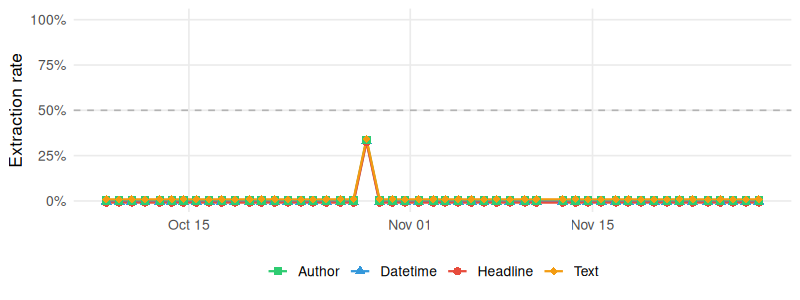 100%
75%
50%
25%
0%
Extraction rate
Oct 15 Nov 01 Nov 15
Author Datetime Headline Text